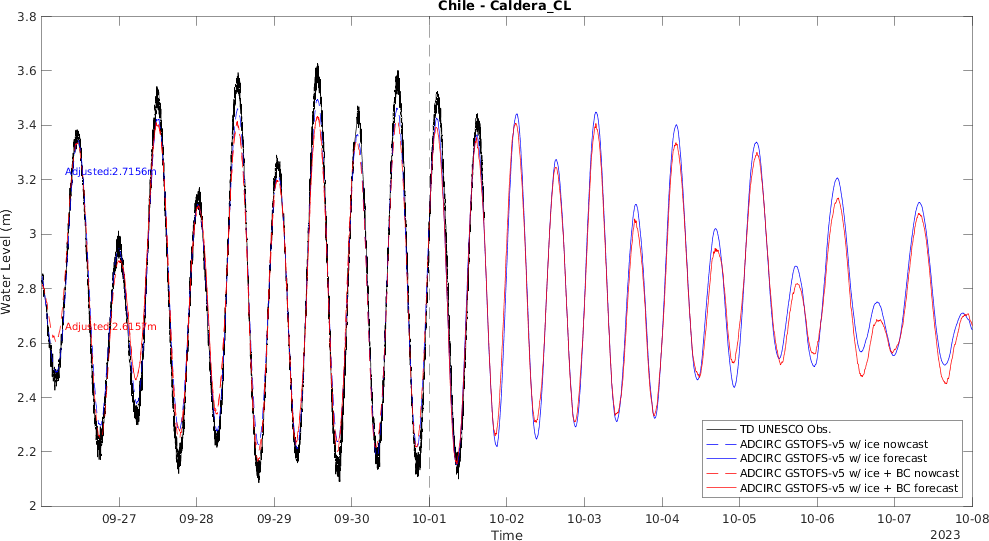 Chile - Caldera_CL
3.8
3.6
3.4
3.2
3
2.8
2.6
2.4
2.2
2
Water Level (m)
Adjusted:2.7156m
Adjusted:2.6157m
TD UNESCO Obs.
ADCIRC GSTOFS-v5 w/ ice nowcast
ADCIRC GSTOFS-v5 w/ ice forecast
ADCIRC GSTOFS-v5 w/ ice + BC nowcast
ADCIRC GSTOFS-v5 w/ ice + BC forecast
09-27 09-28 09-29 09-30 10-01 10-02 10-03 10-04 10-05 10-06 10-07 10-08
Time
2023